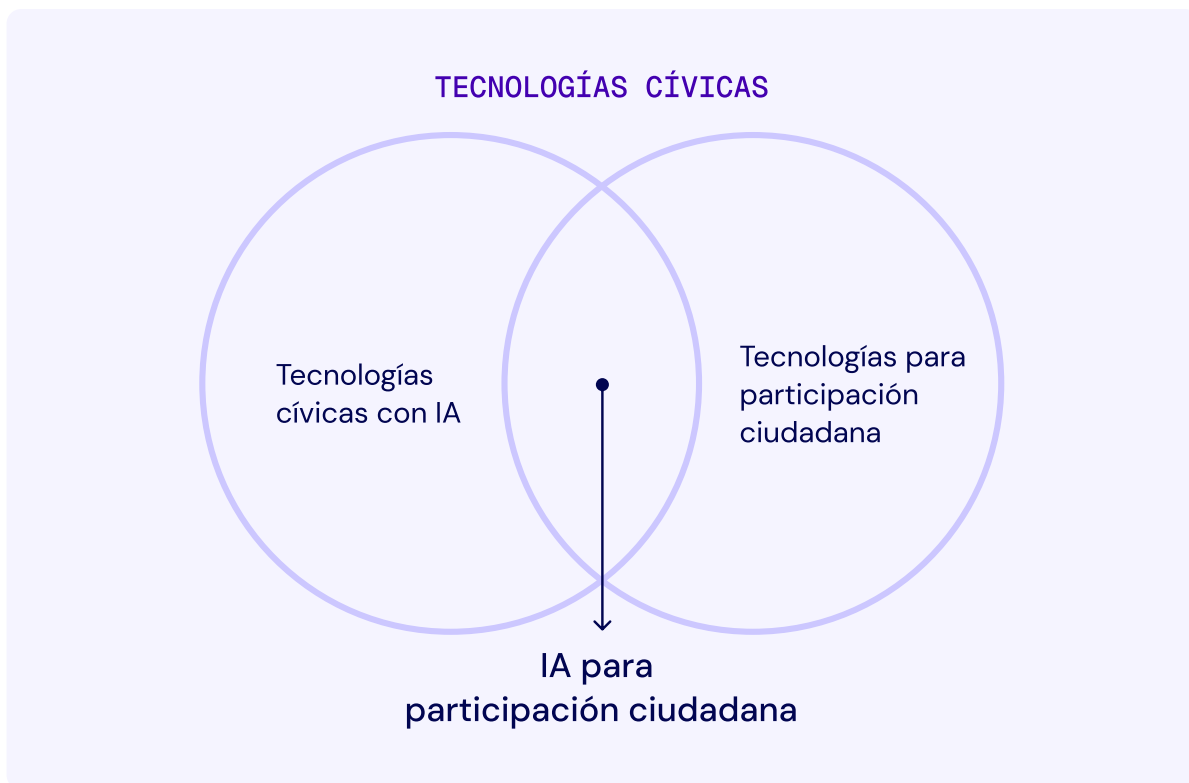 TECNOLOGÍAS CÍVICAS
Tecnologías
cívicas con IA
Tecnologías para
participación
ciudadana
IA para
participación ciudadana